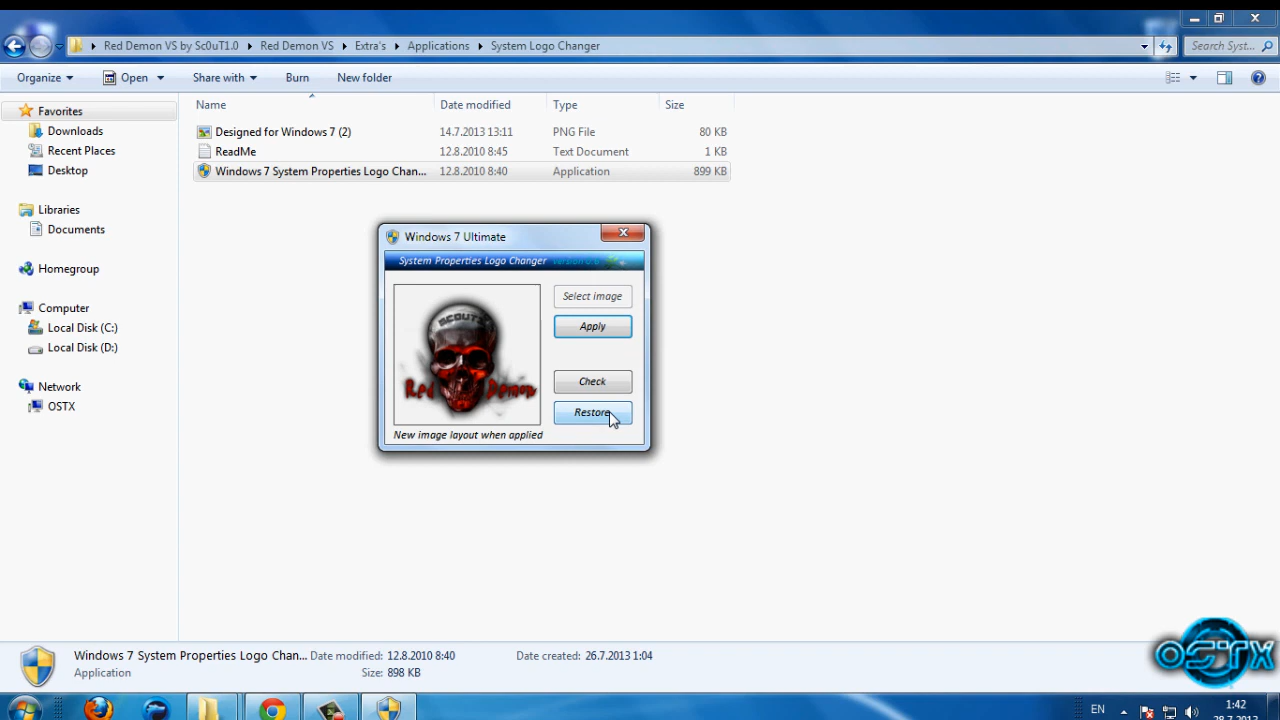 Red Demon VS by Sc0uT1.0 Red Demon VS Extra's Applications System Logo Changer Search Syst...
Organize Open Share with Burn New folder
Favorites
Downloads
Recent Places
Desktop
Libraries
Documents
Homegroup
Computer
Local Disk (C:)
Local Disk (D:)
Network
OSTX
Name Date modified Type Size
Designed for Windows 7 (2) 14.7.2013 13:11 PNG File 80 KB
ReadMe 12.8.2010 8:45 Text Document 1 KB
Windows 7 System Properties Logo Chan... 12.8.2010 8:40 Application 899 KB
Windows 7 Ultimate
System Properties Logo Changer
Select image
Apply
Check
Restore
Red Demon
New image layout when applied
Windows 7 System Properties Logo Chan... Date modified: 12.8.2010 8:40 Date created: 26.7.2013 1:04
Application Size: 898 KB
OSTX
EN 1:42
28.7.2013